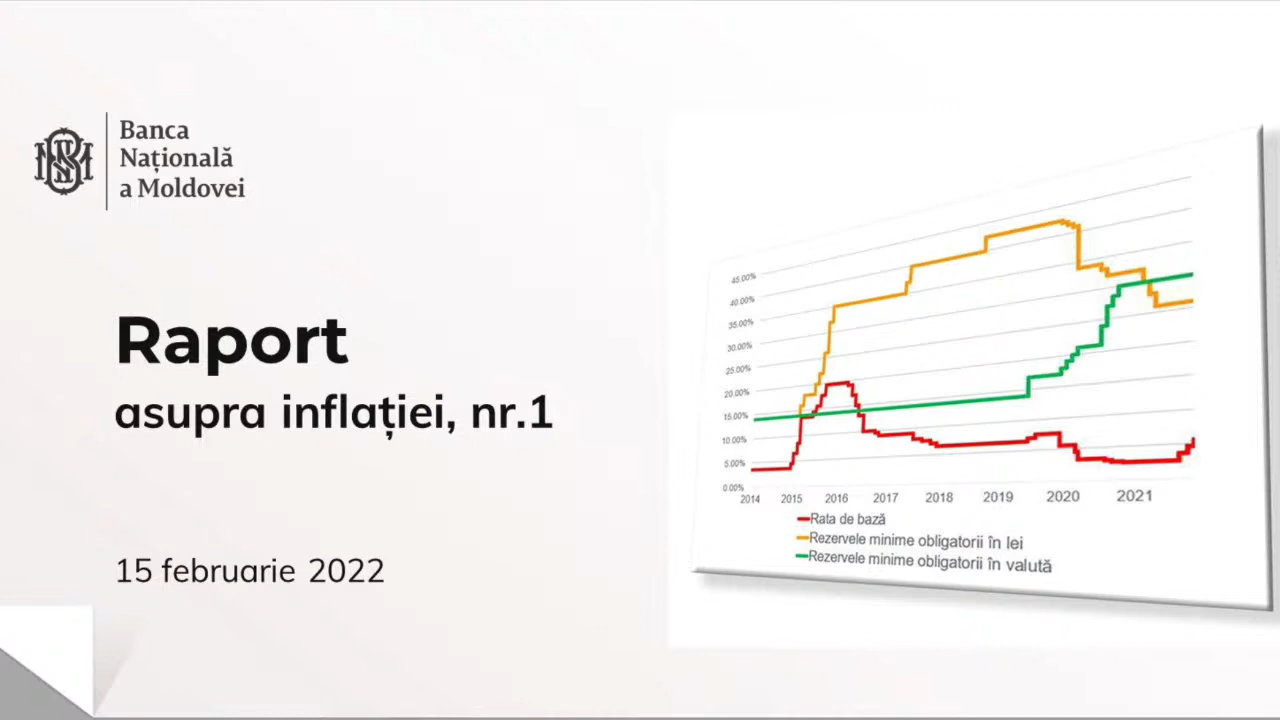 Banca
Națională
a Moldovei
Raport
asupra inflației, nr.1
15 februarie 2022
45.00%
40.00%
35.00%
30.00%
25.00%
20.00%
15.00%
10.00%
5.00%
0.00%
2014 2015 2016 2017 2018 2019 2020 2021
Rata de bază
Rezervele minime obligatorii în lei
Rezervele minime obligatorii în valută